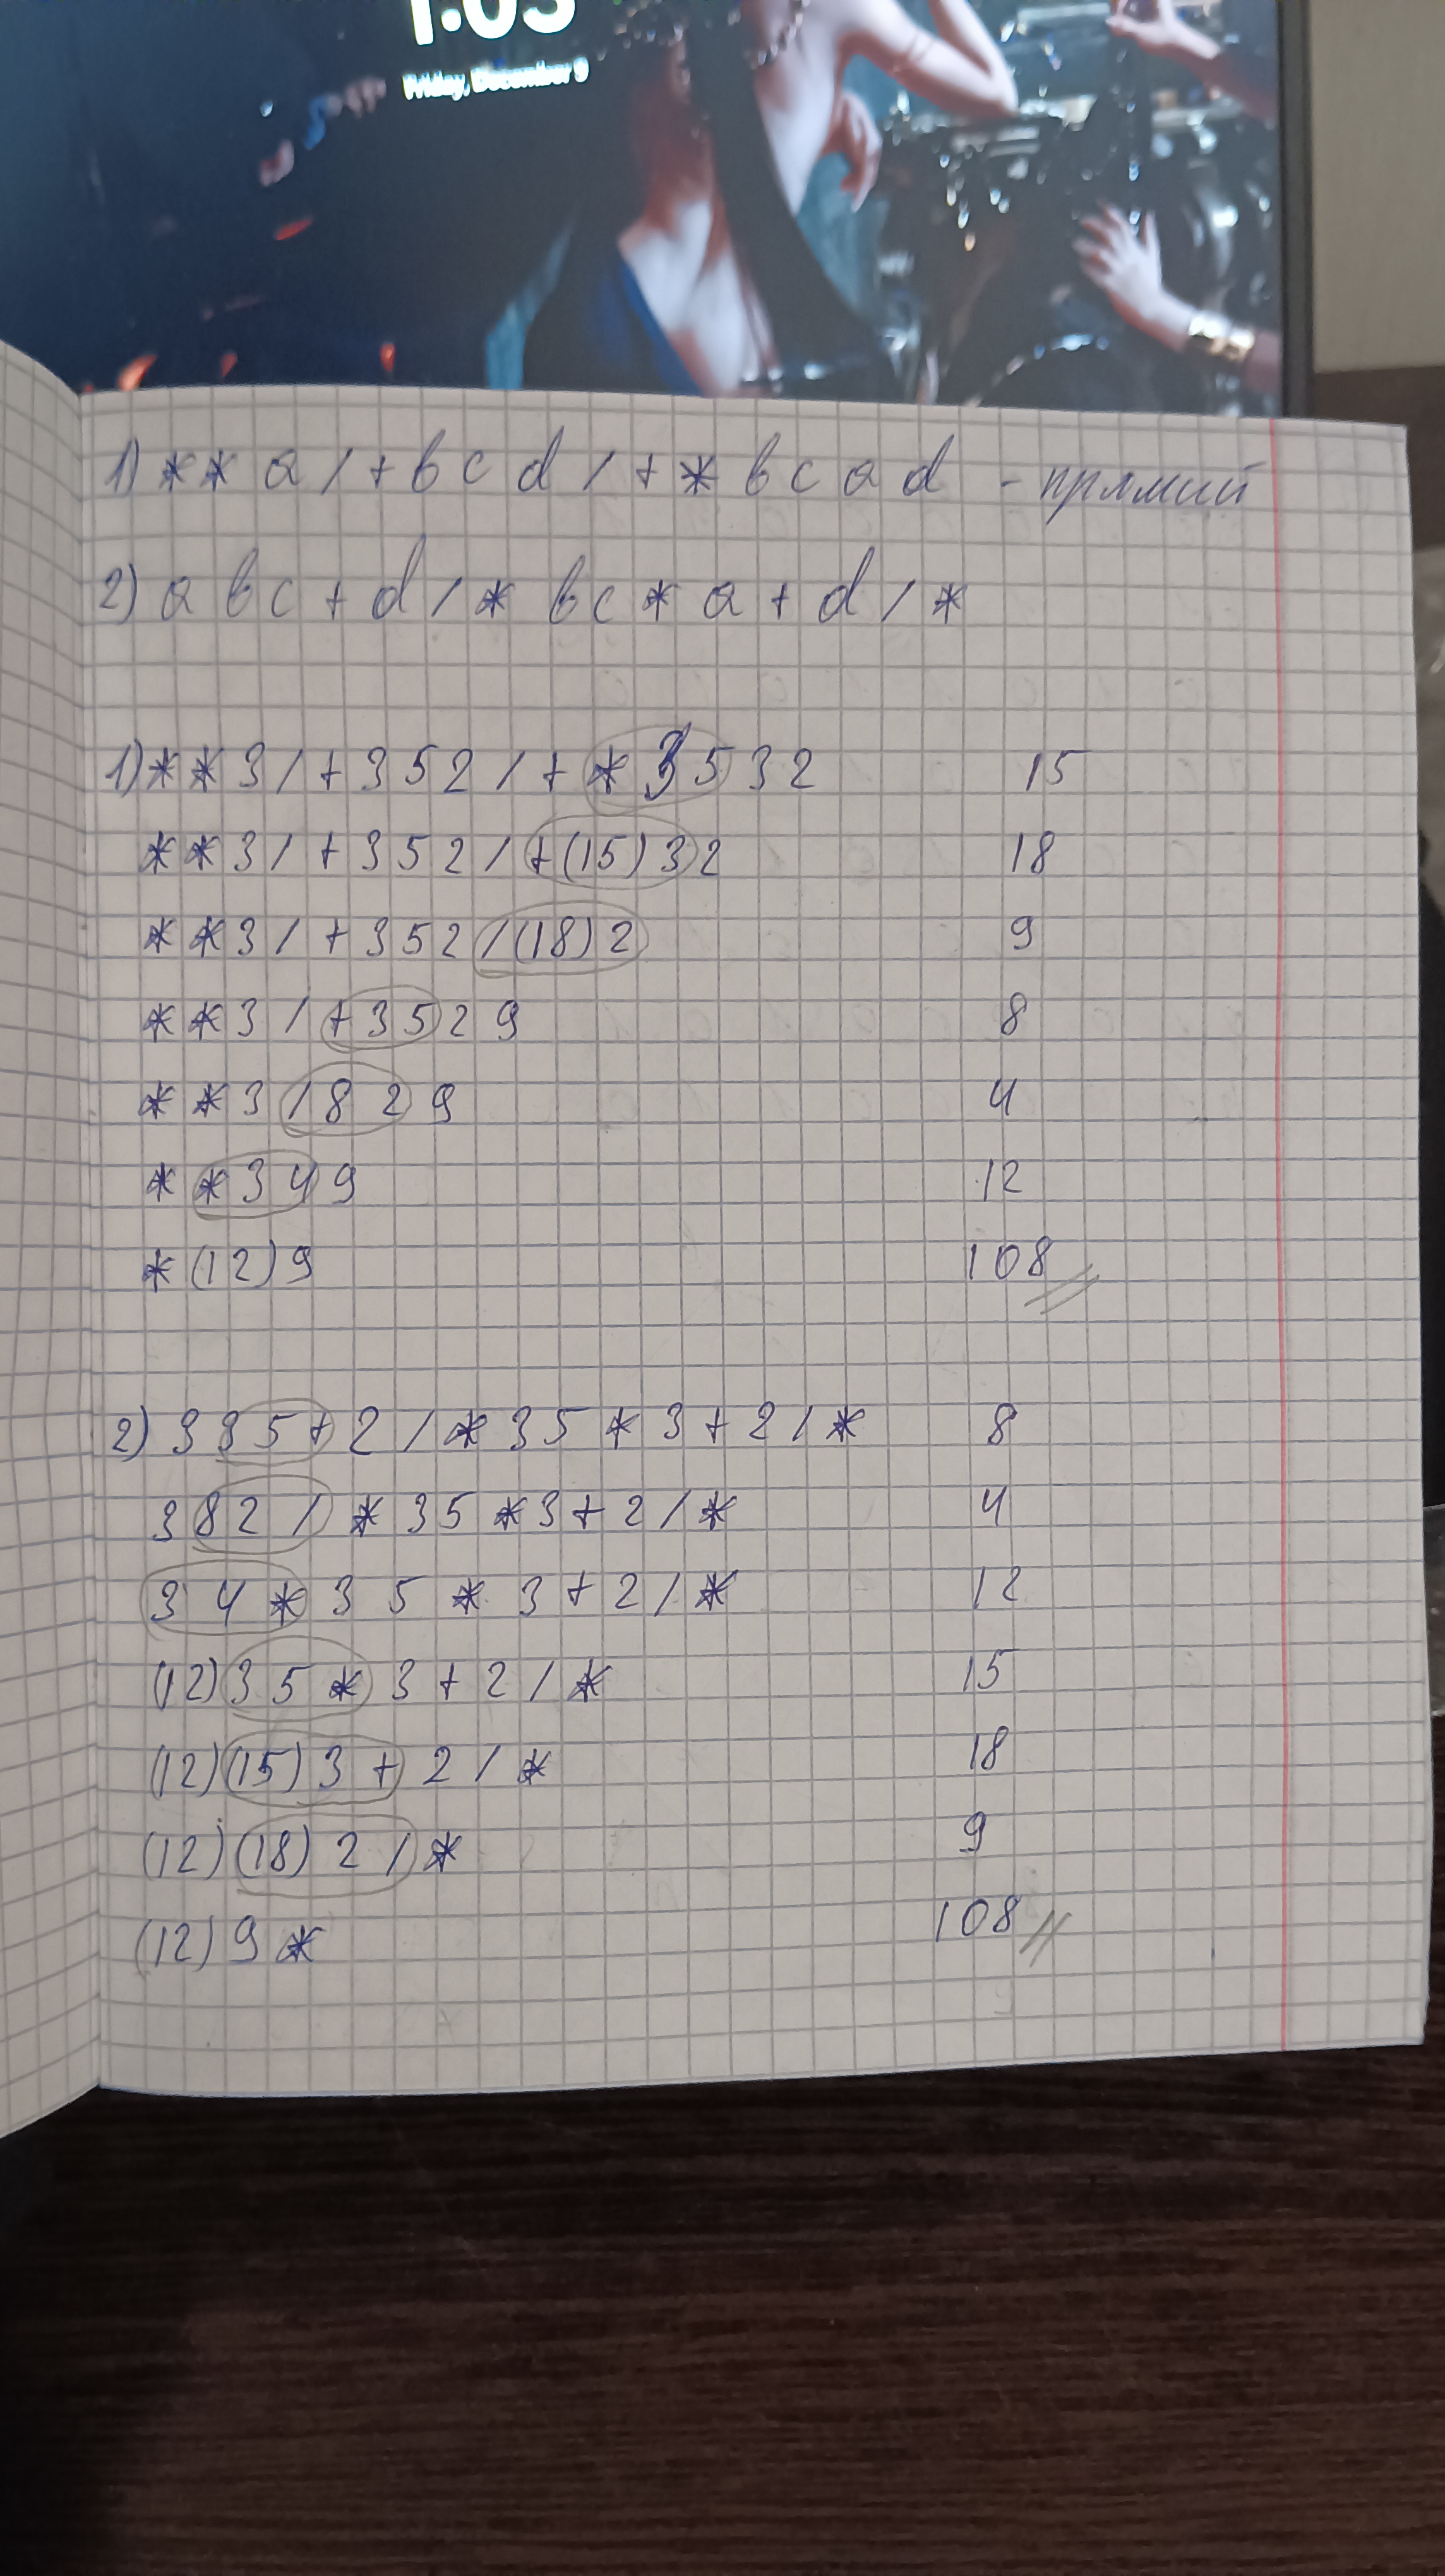 1:03
Friday, December 9
1) * * a / + b c d / + * b c a d - прямий
2) a b c + d / * b c * a + d / *
1) * * 3 / + 3 5 2 / + * 3 5 3 2 15
* * 3 / + 3 5 2 / + (15) 3 2 18
* * 3 / + 3 5 2 / (18) 2 9
* * 3 / + 3 5 2 9 8
* * 3 / 8 2 9 4
* * 3 4 9 12
* (12) 9 108
2) 3 3 5 + 2 / * 3 5 * 3 + 2 / * 8
3 8 2 / * 3 5 * 3 + 2 / * 4
3 4 * 3 5 * 3 + 2 / * 12
(12) 3 5 * 3 + 2 / * 15
(12) (15) 3 + 2 / * 18
(12) (18) 2 / * 9
(12) 9 * 108